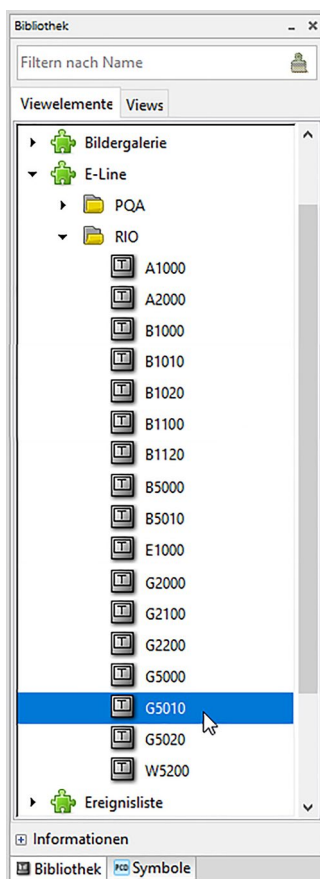 Bibliothek
Filtern nach Name
Viewelemente Views
Bildergalerie
E-Line
PQA
RIO
A1000
A2000
B1000
B1010
B1020
B1100
B1120
B5000
B5010
E1000
G2000
G2100
G2200
G5000
G5010
G5020
W5200
Ereignisliste
Informationen
Bibliothek PCD Symbole